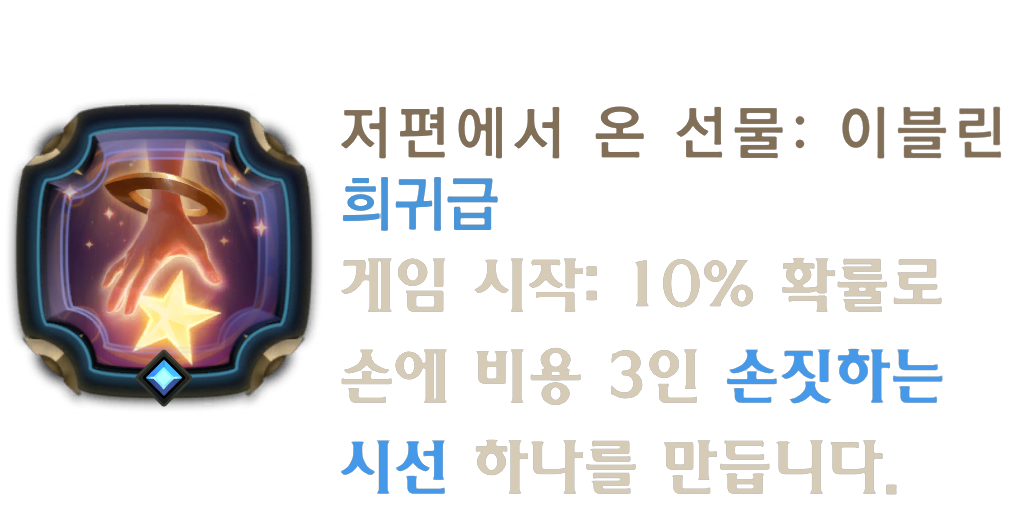 저편에서 온 선물: 이블린
희귀급
게임 시작: 10% 확률로
손에 비용 3인 손짓하는
시선 하나를 만듭니다.